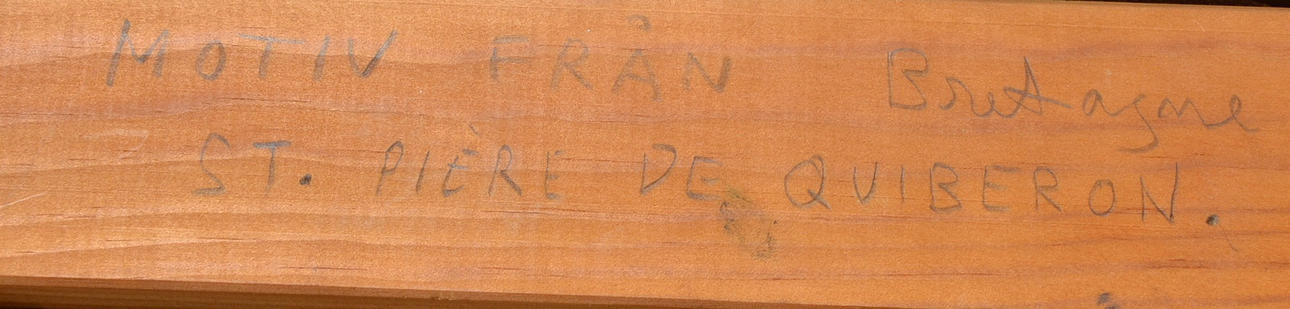 MOTIV FRÅN Bretagne
ST. PIÈRE DE QUIBERON.